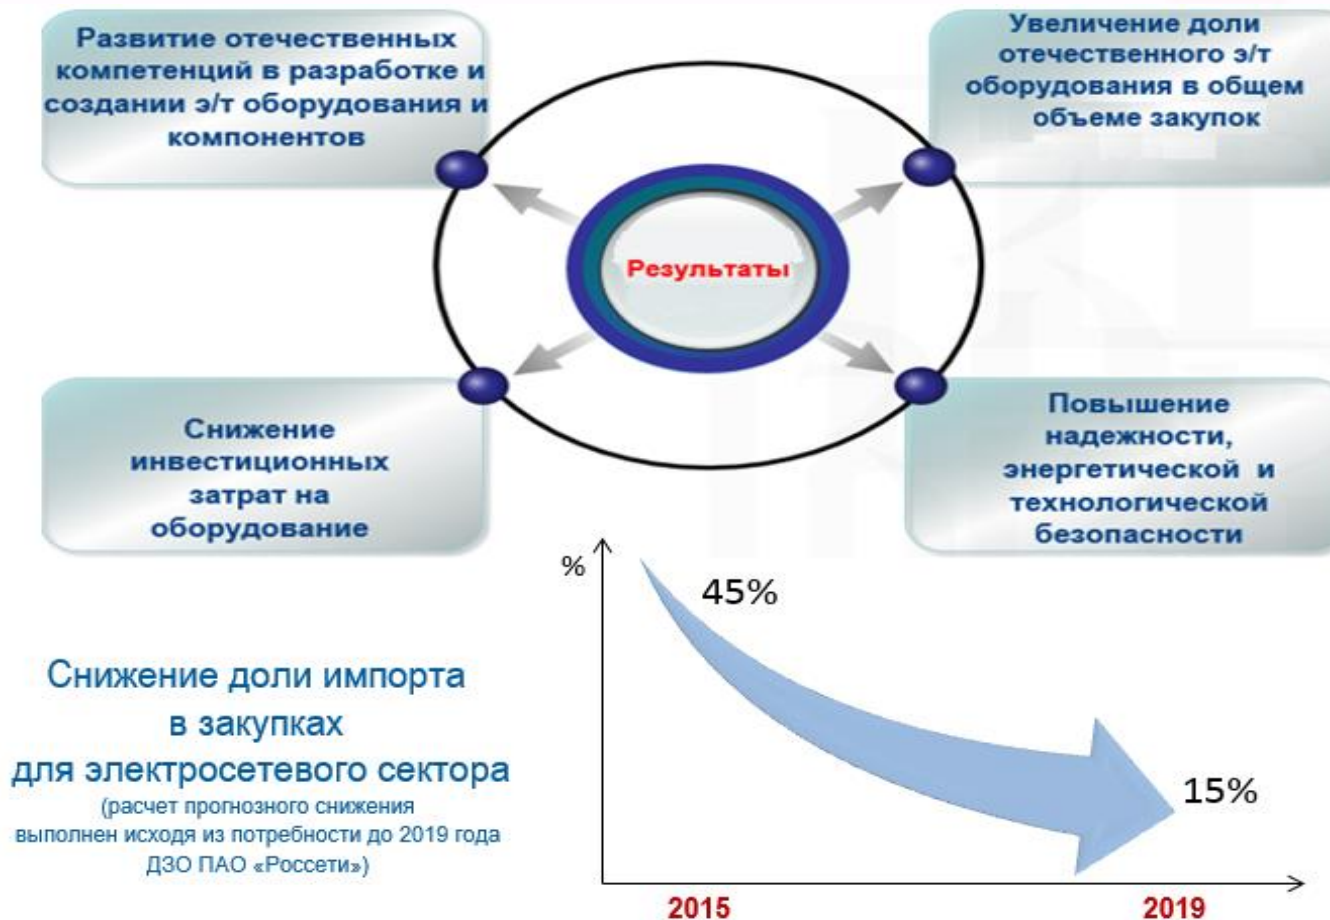 Развитие отечественных
компетенций в разработке и
создании э/т оборудования и
компонентов
Увеличение доли
отечественного э/т
оборудования в общем
объеме закупок
Результаты
Снижение
инвестиционных
затрат на
оборудование
Повышение
надежности,
энергетической и
технологической
безопасности
Снижение доли импорта
в закупках
для электросетевого сектора
(расчет прогнозного снижения
выполнен исходя из потребности до 2019 года
ДЗО ПАО «Россети»)
%
45%
15%
2015
2019